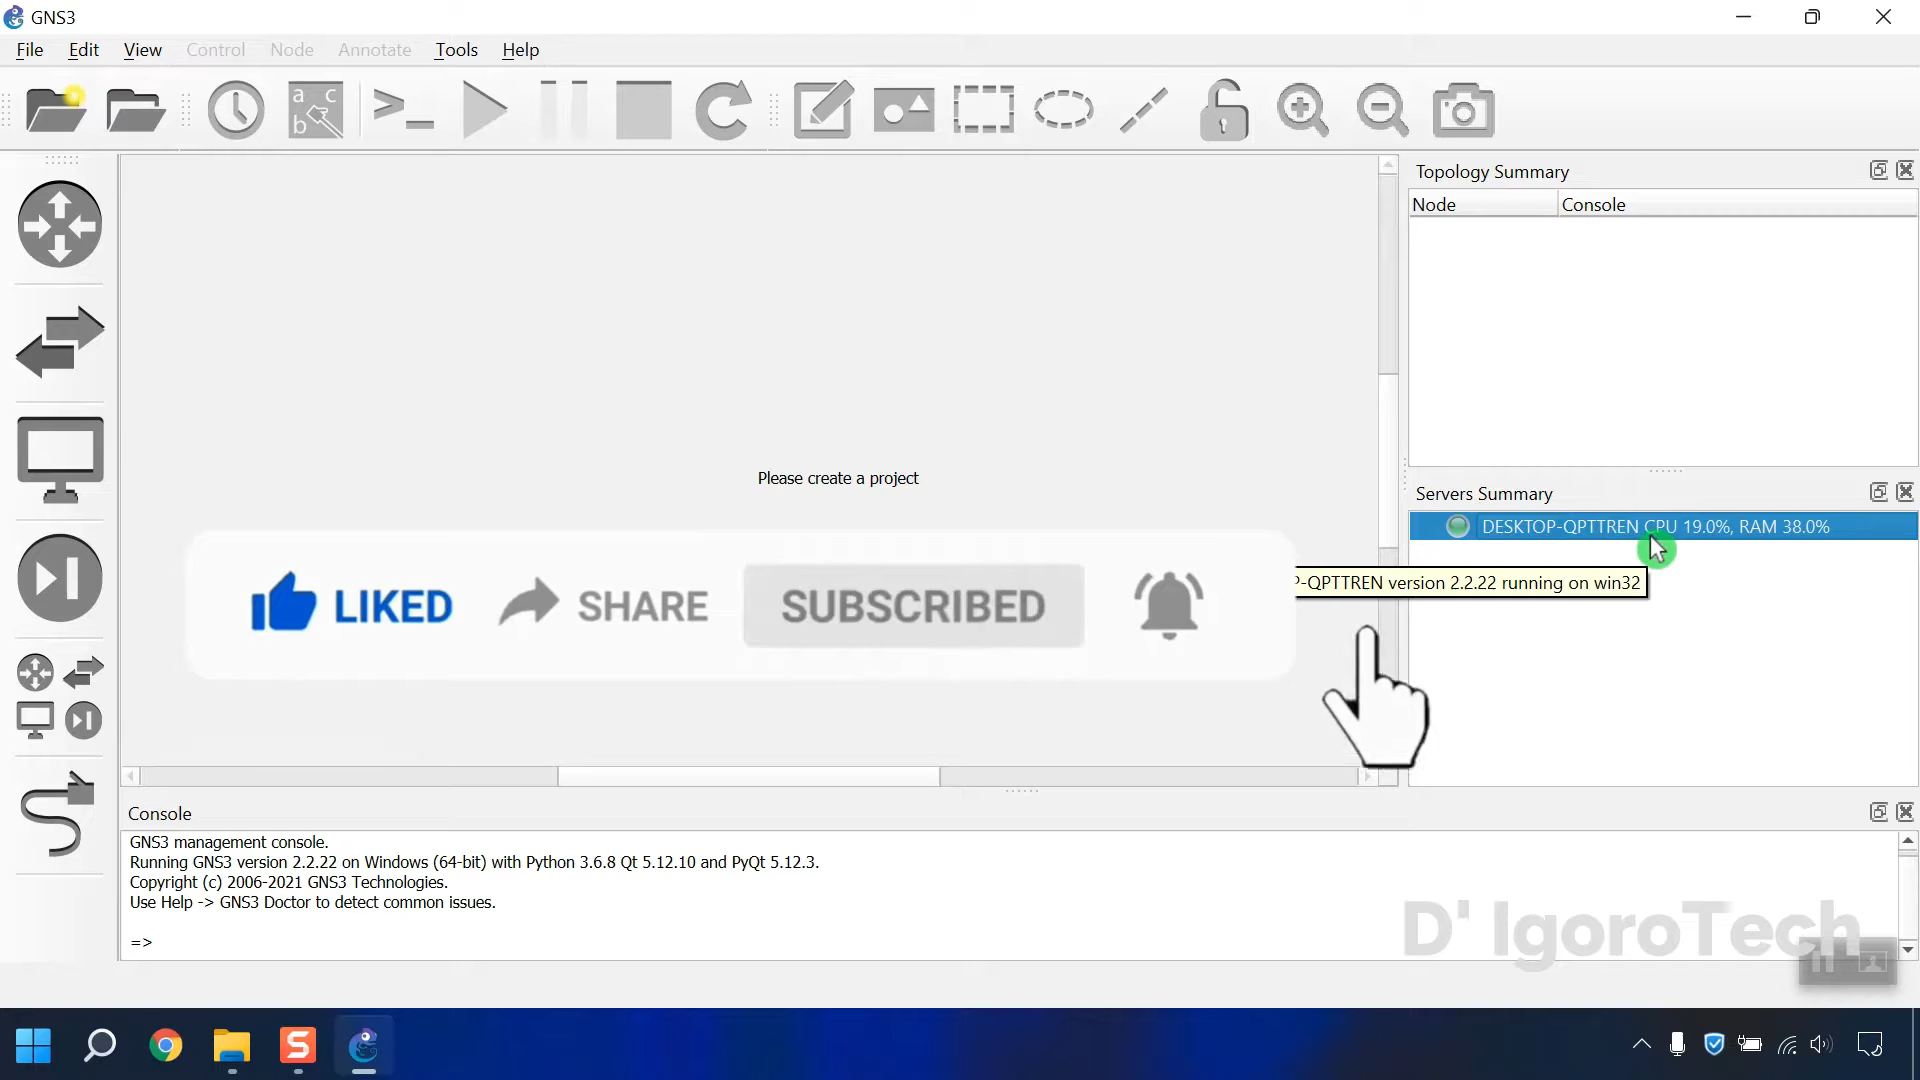 GNS3
File Edit View Control Node Annotate Tools Help
a c
b
Topology Summary
Node Console
Please create a project
Servers Summary
DESKTOP-QPTTREN CPU 19.0%, RAM 38.0%
-QPTTREN version 2.2.22 running on win32
LIKED SHARE SUBSCRIBED
Console
GNS3 management console.
Running GNS3 version 2.2.22 on Windows (64-bit) with Python 3.6.8 Qt 5.12.10 and PyQt 5.12.3.
Copyright (c) 2006-2021 GNS3 Technologies.
Use Help -> GNS3 Doctor to detect common issues.
=>
D' IgoroTech
S